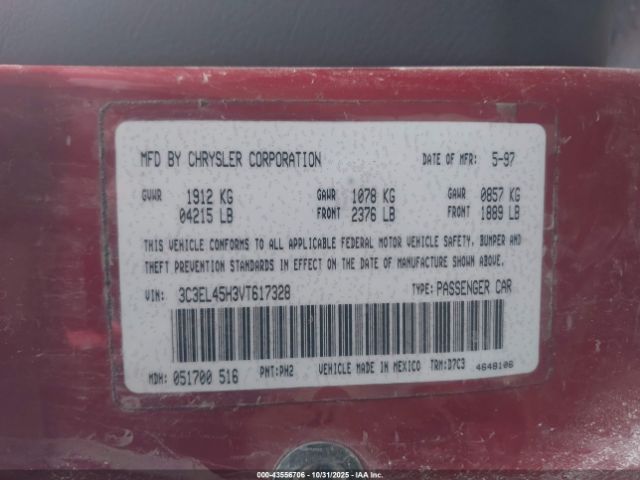 MFD BY CHRYSLER CORPORATION DATE OF MFR: 5-97
GVWR 1912 KG GAWR 1078 KG GAWR 0857 KG
04215 LB FRONT 2376 LB FRONT 1889 LB
THIS VEHICLE CONFORMS TO ALL APPLICABLE FEDERAL MOTOR VEHICLE SAFETY, BUMPER AND
THEFT PREVENTION STANDARDS IN EFFECT ON THE DATE OF MANUFACTURE SHOWN ABOVE.
VIN: 3C3EL45H3VT617328 TYPE: PASSENGER CAR
MDH: 051700 516 PNT: PH2 VEHICLE MADE IN MEXICO TRM: D7C3 4648106
000-43556706 - 10/31/2025 - IAAI.COM